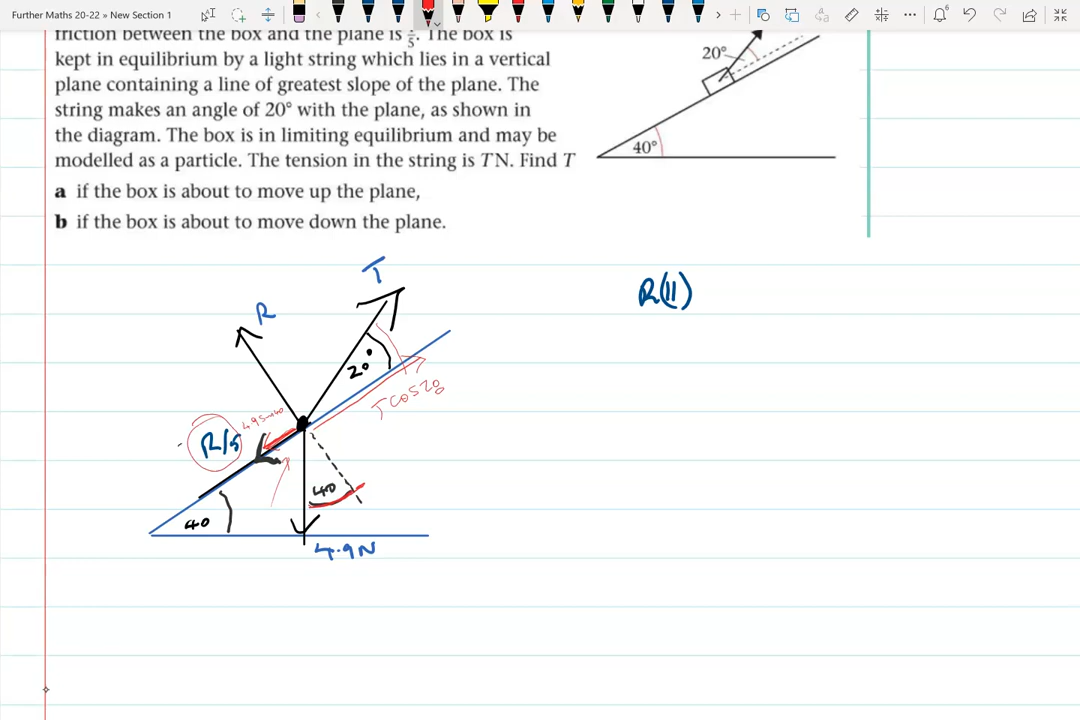 Further Maths 20-22 » New Section 1
6
friction between the box and the plane is 1/5. The box is
kept in equilibrium by a light string which lies in a vertical
plane containing a line of greatest slope of the plane. The
string makes an angle of 20° with the plane, as shown in
the diagram. The box is in limiting equilibrium and may be
modelled as a particle. The tension in the string is TN. Find T
a if the box is about to move up the plane,
b if the box is about to move down the plane.
20°
40°
T
R
R(11)
20°
Tcos20
R/5
40
40
4.9N